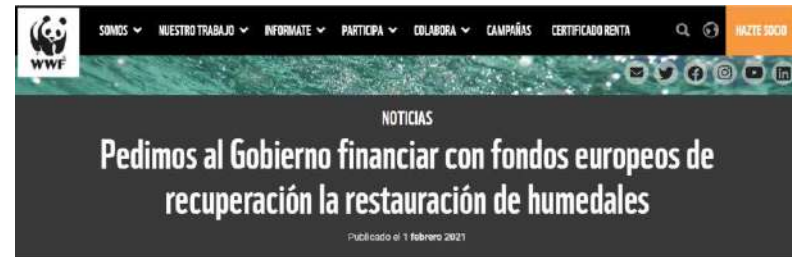 SOMOS NUESTRO TRABAJO INFORMATE PARTICIPA COLABORA CAMPAÑAS CERTIFICADO RENTA HAZTE SOCIO
WWF
NOTICIAS
Pedimos al Gobierno financiar con fondos europeos de
recuperación la restauración de humedales
Publicado el 1 febrero 2021